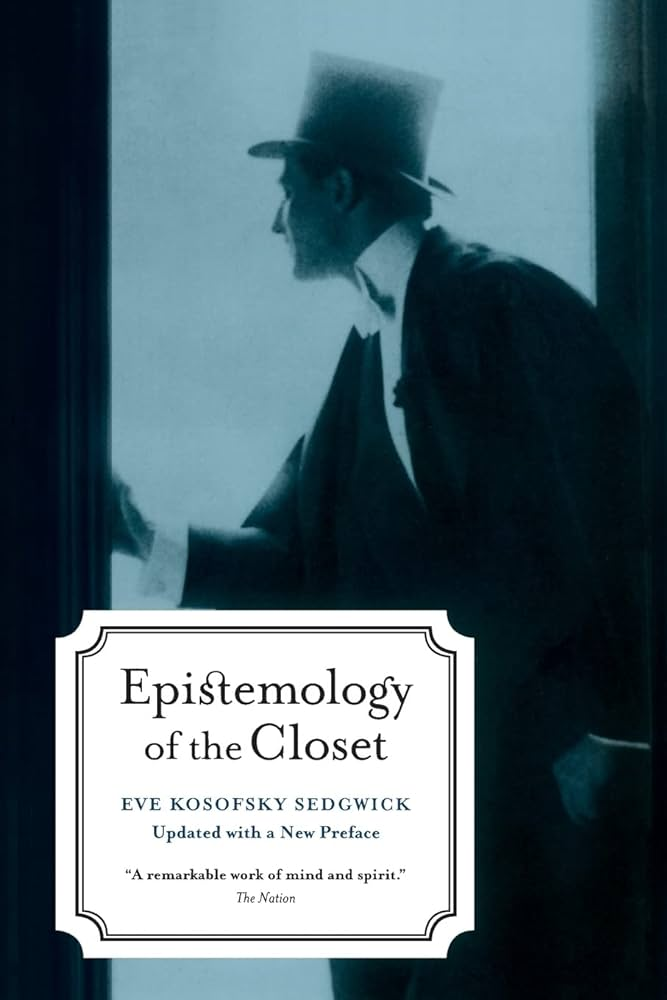 Epistemology
of the Closet
EVE KOSOFSKY SEDGWICK
Updated with a New Preface
“A remarkable work of mind and spirit.”
The Nation